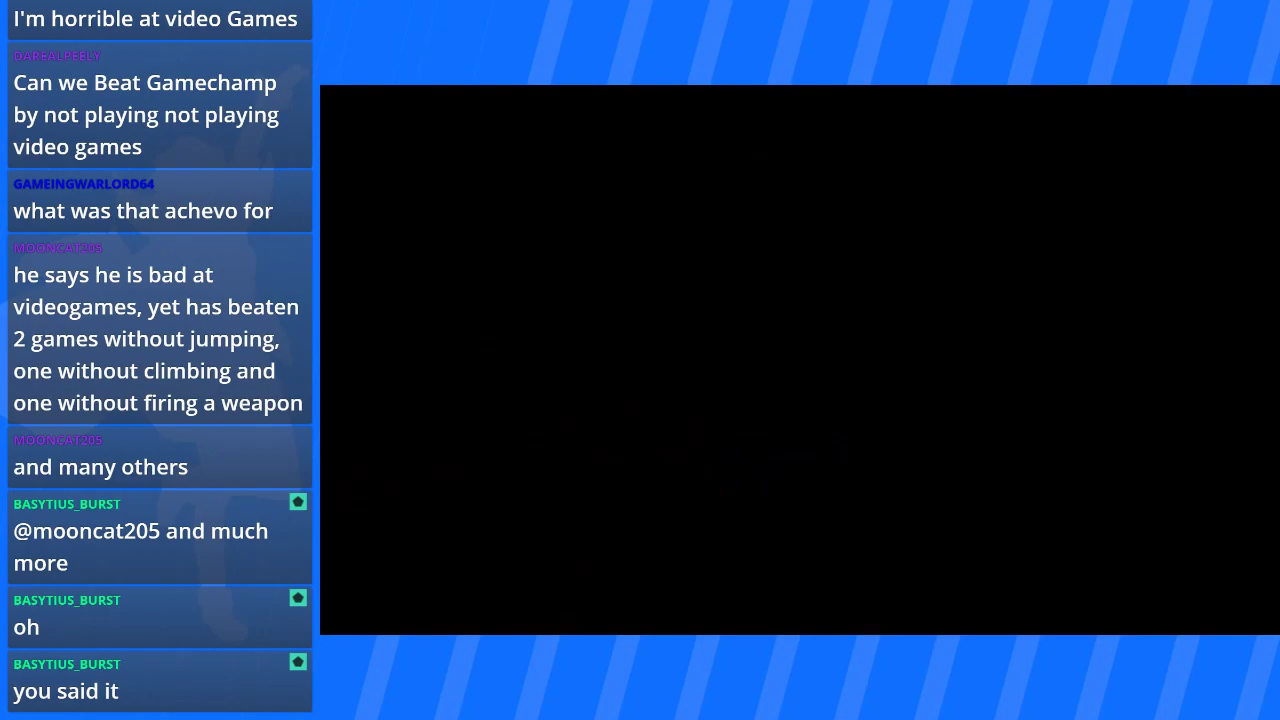 I'm horrible at video Games
DAREALPEELY
Can we Beat Gamechamp
by not playing not playing
video games
GAMEINGWARLORD64
what was that achevo for
MOONCAT205
he says he is bad at
videogames, yet has beaten
2 games without jumping,
one without climbing and
one without firing a weapon
MOONCAT205
and many others
BASYTIUS_BURST
@mooncat205 and much
more
BASYTIUS_BURST
oh
BASYTIUS_BURST
you said it